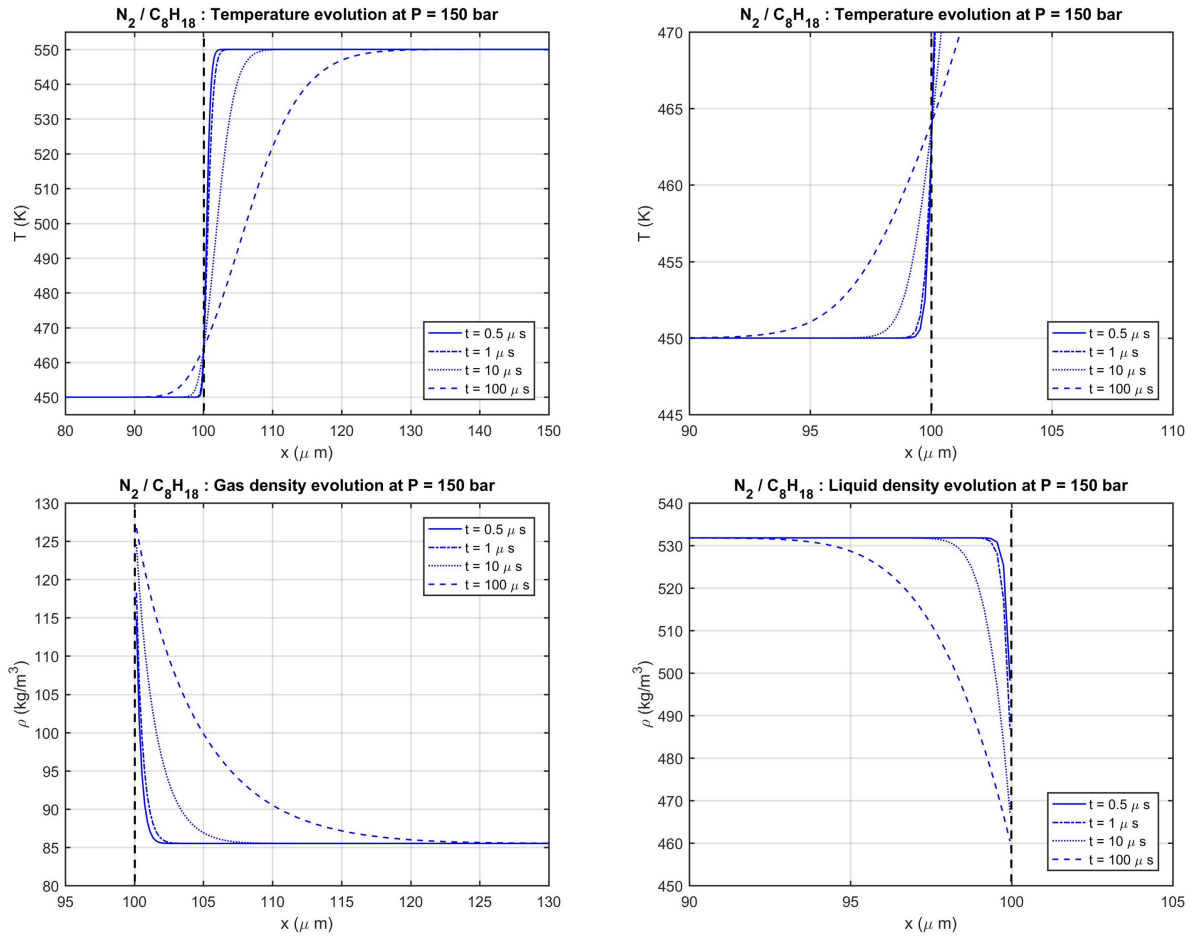 N2 / C8H18 : Temperature evolution at P = 150 bar
550
540
530
520
510
500
490
480
470
460
450
T (K)
t = 0.5 μ s
t = 1 μ s
t = 10 μ s
t = 100 μ s
80 90 100 110 120 130 140 150
x (μ m)
N2 / C8H18 : Temperature evolution at P = 150 bar
470
465
460
455
450
445
T (K)
t = 0.5 μ s
t = 1 μ s
t = 10 μ s
t = 100 μ s
90 95 100 105 110
x (μ m)
N2 / C8H18 : Gas density evolution at P = 150 bar
130
125
120
115
110
105
100
95
90
85
80
ρ (kg/m3)
t = 0.5 μ s
t = 1 μ s
t = 10 μ s
t = 100 μ s
95 100 105 110 115 120 125 130
x (μ m)
N2 / C8H18 : Liquid density evolution at P = 150 bar
540
530
520
510
500
490
480
470
460
450
ρ (kg/m3)
t = 0.5 μ s
t = 1 μ s
t = 10 μ s
t = 100 μ s
90 95 100 105
x (μ m)